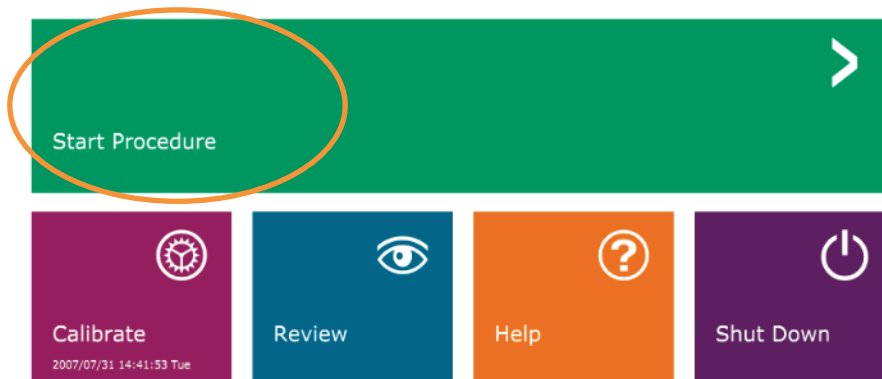 Start Procedure
Calibrate
2007/07/31 14:41:53 Tue
Review
Help
Shut Down